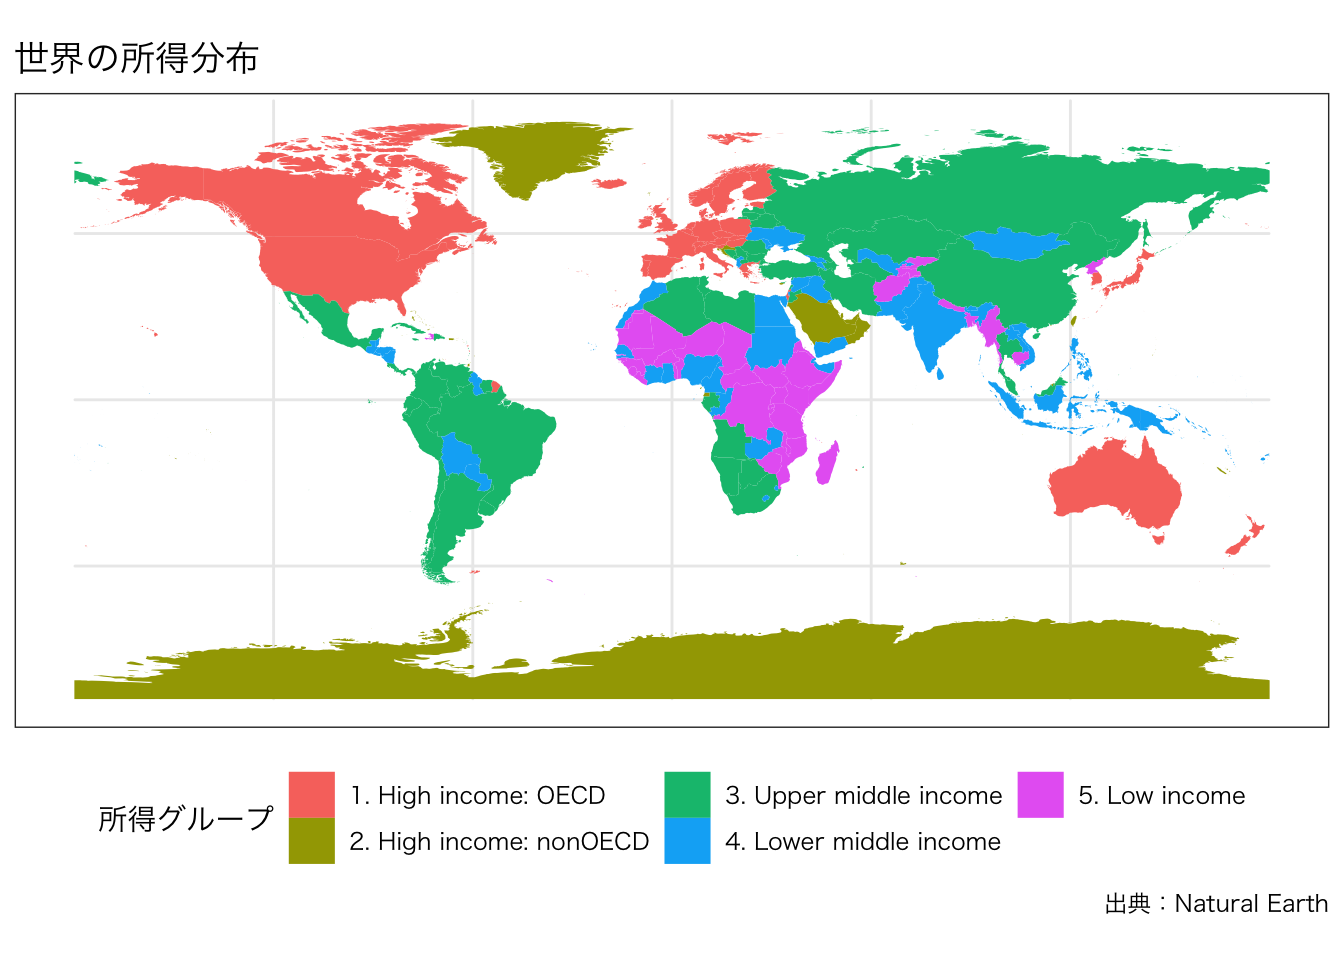 世界の所得分布
所得グループ
1. High income: OECD
2. High income: nonOECD
3. Upper middle income
4. Lower middle income
5. Low income
出典：Natural Earth